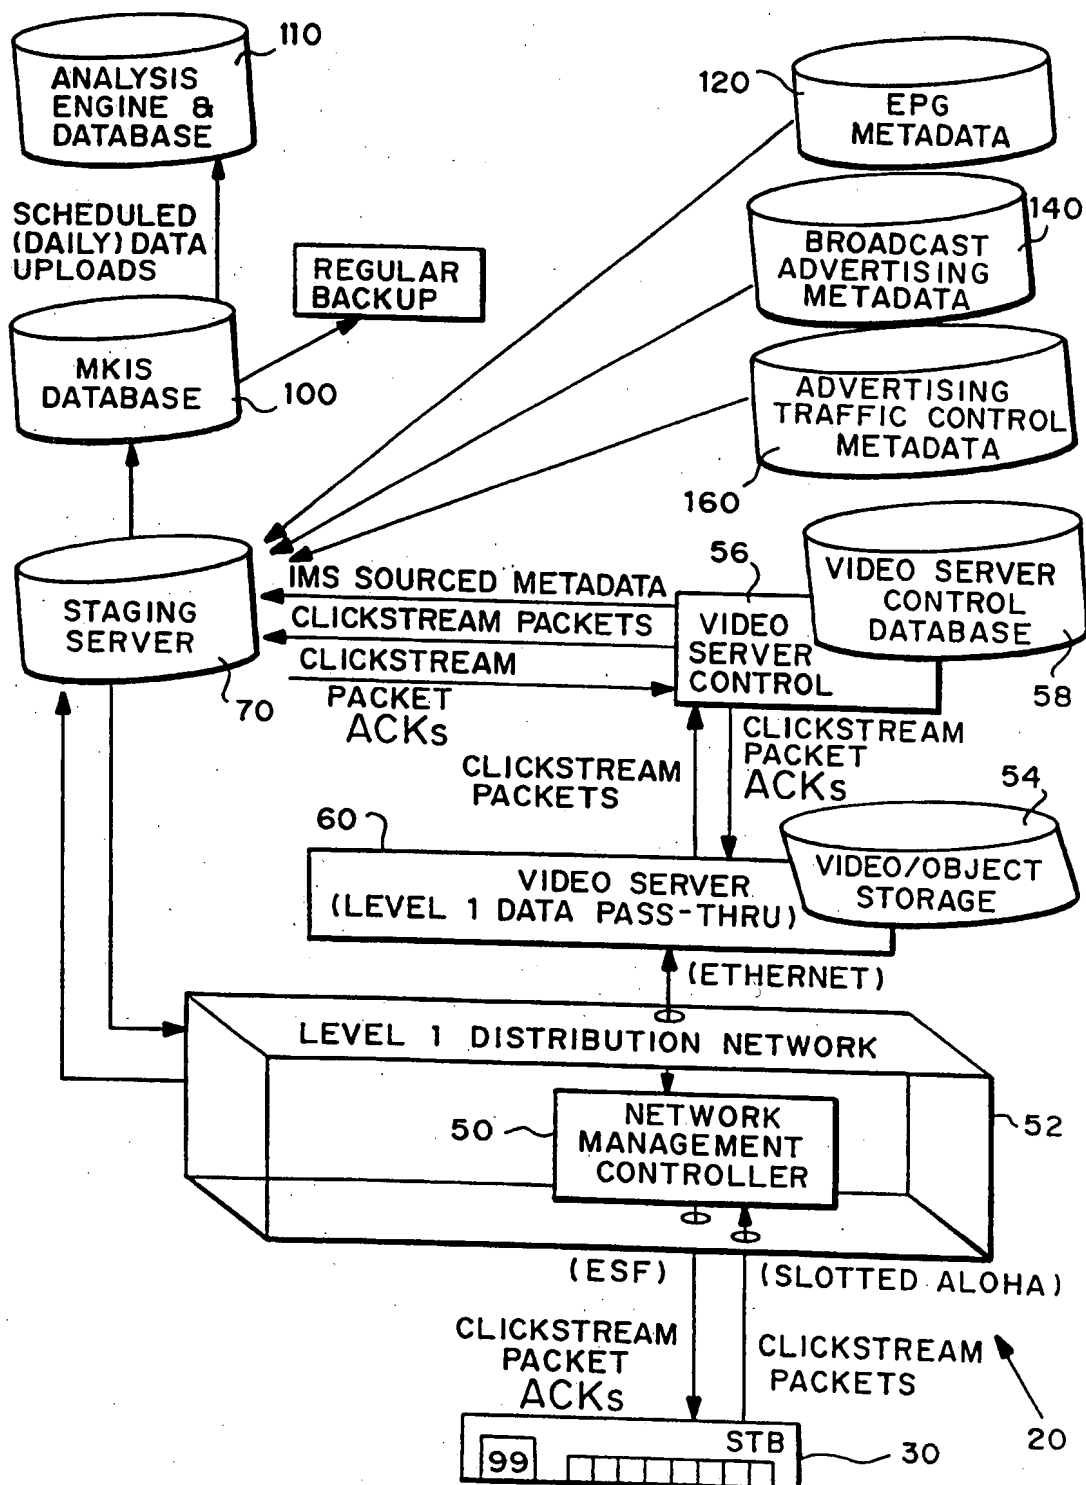 110
ANALYSIS
ENGINE &
DATABASE
120
EPG
METADATA
SCHEDULED
(DAILY) DATA
UPLOADS
140
BROADCAST
ADVERTISING
METADATA
REGULAR
BACKUP
MKIS
DATABASE
100
ADVERTISING
TRAFFIC CONTROL
METADATA
160
STAGING
SERVER
70
IMS SOURCED METADATA
CLICKSTREAM PACKETS
CLICKSTREAM
PACKET
ACKs
56
VIDEO
SERVER
CONTROL
VIDEO SERVER
CONTROL
DATABASE
58
CLICKSTREAM
PACKETS
CLICKSTREAM
PACKET
ACKs
54
VIDEO/OBJECT
STORAGE
60
VIDEO SERVER
(LEVEL 1 DATA PASS-THRU)
(ETHERNET)
LEVEL 1 DISTRIBUTION NETWORK
50
NETWORK
MANAGEMENT
CONTROLLER
52
(ESF)
(SLOTTED ALOHA)
CLICKSTREAM
PACKET
ACKs
CLICKSTREAM
PACKETS
20
STB
99
30